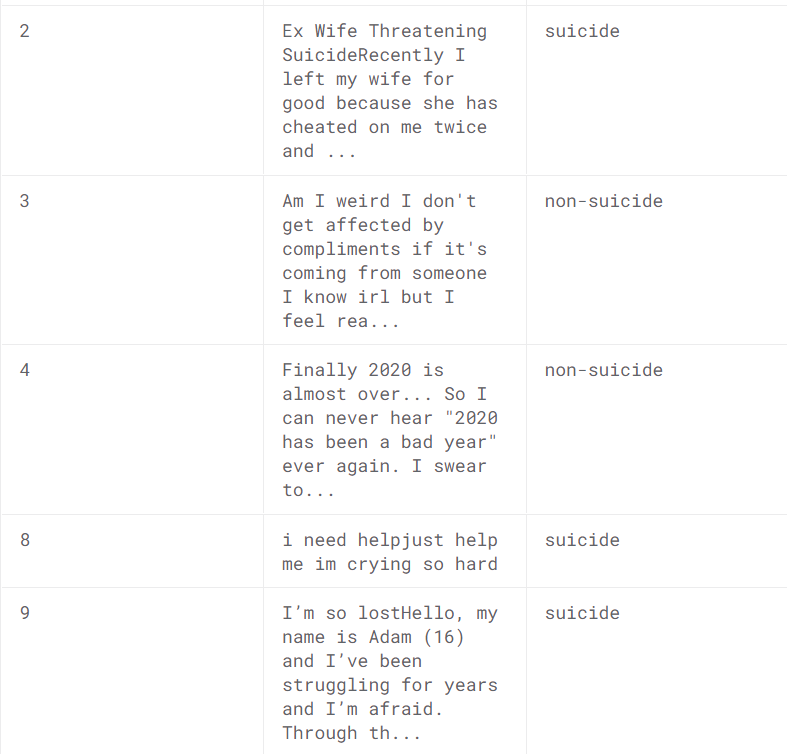 2
Ex Wife Threatening
SuicideRecently I
left my wife for
good because she has
cheated on me twice
and ...
suicide
3
Am I weird I don't
get affected by
compliments if it's
coming from someone
I know irl but I
feel rea...
non-suicide
4
Finally 2020 is
almost over... So I
can never hear "2020
has been a bad year"
ever again. I swear
to...
non-suicide
8
i need helpjust help
me im crying so hard
suicide
9
I’m so lostHello, my
name is Adam (16)
and I’ve been
struggling for years
and I’m afraid.
Through th...
suicide